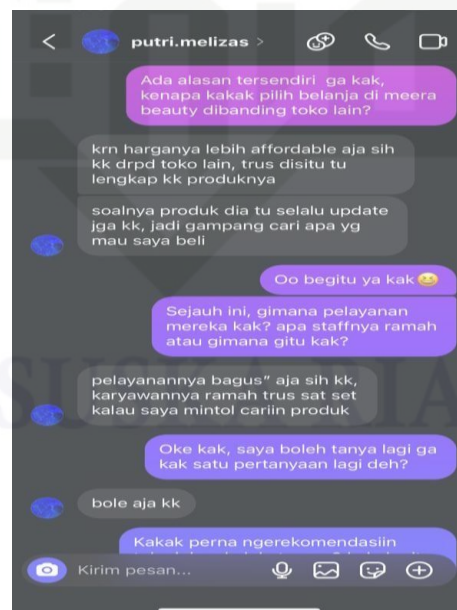 putri.melizas >
Ada alasan tersendiri ga kak,
kenapa kakak pilih belanja di meera
beauty dibanding toko lain?
krn harganya lebih affordable aja sih
kk drpd toko lain, trus disitu tu
lengkap kk produknya
soalnya produk dia tu selalu update
jga kk, jadi gampang cari apa yg
mau saya beli
Oo begitu ya kak😄
Sejauh ini, gimana pelayanan
mereka kak? apa staffnya ramah
atau gimana gitu kak?
pelayanannya bagus” aja sih kk,
karyawannya ramah trus sat set
kalau saya mintol cariin produk
Oke kak, saya boleh tanya lagi ga
kak satu pertanyaan lagi deh?
bole aja kk
Kakak perna ngerekomendasiin
Kirim pesan...